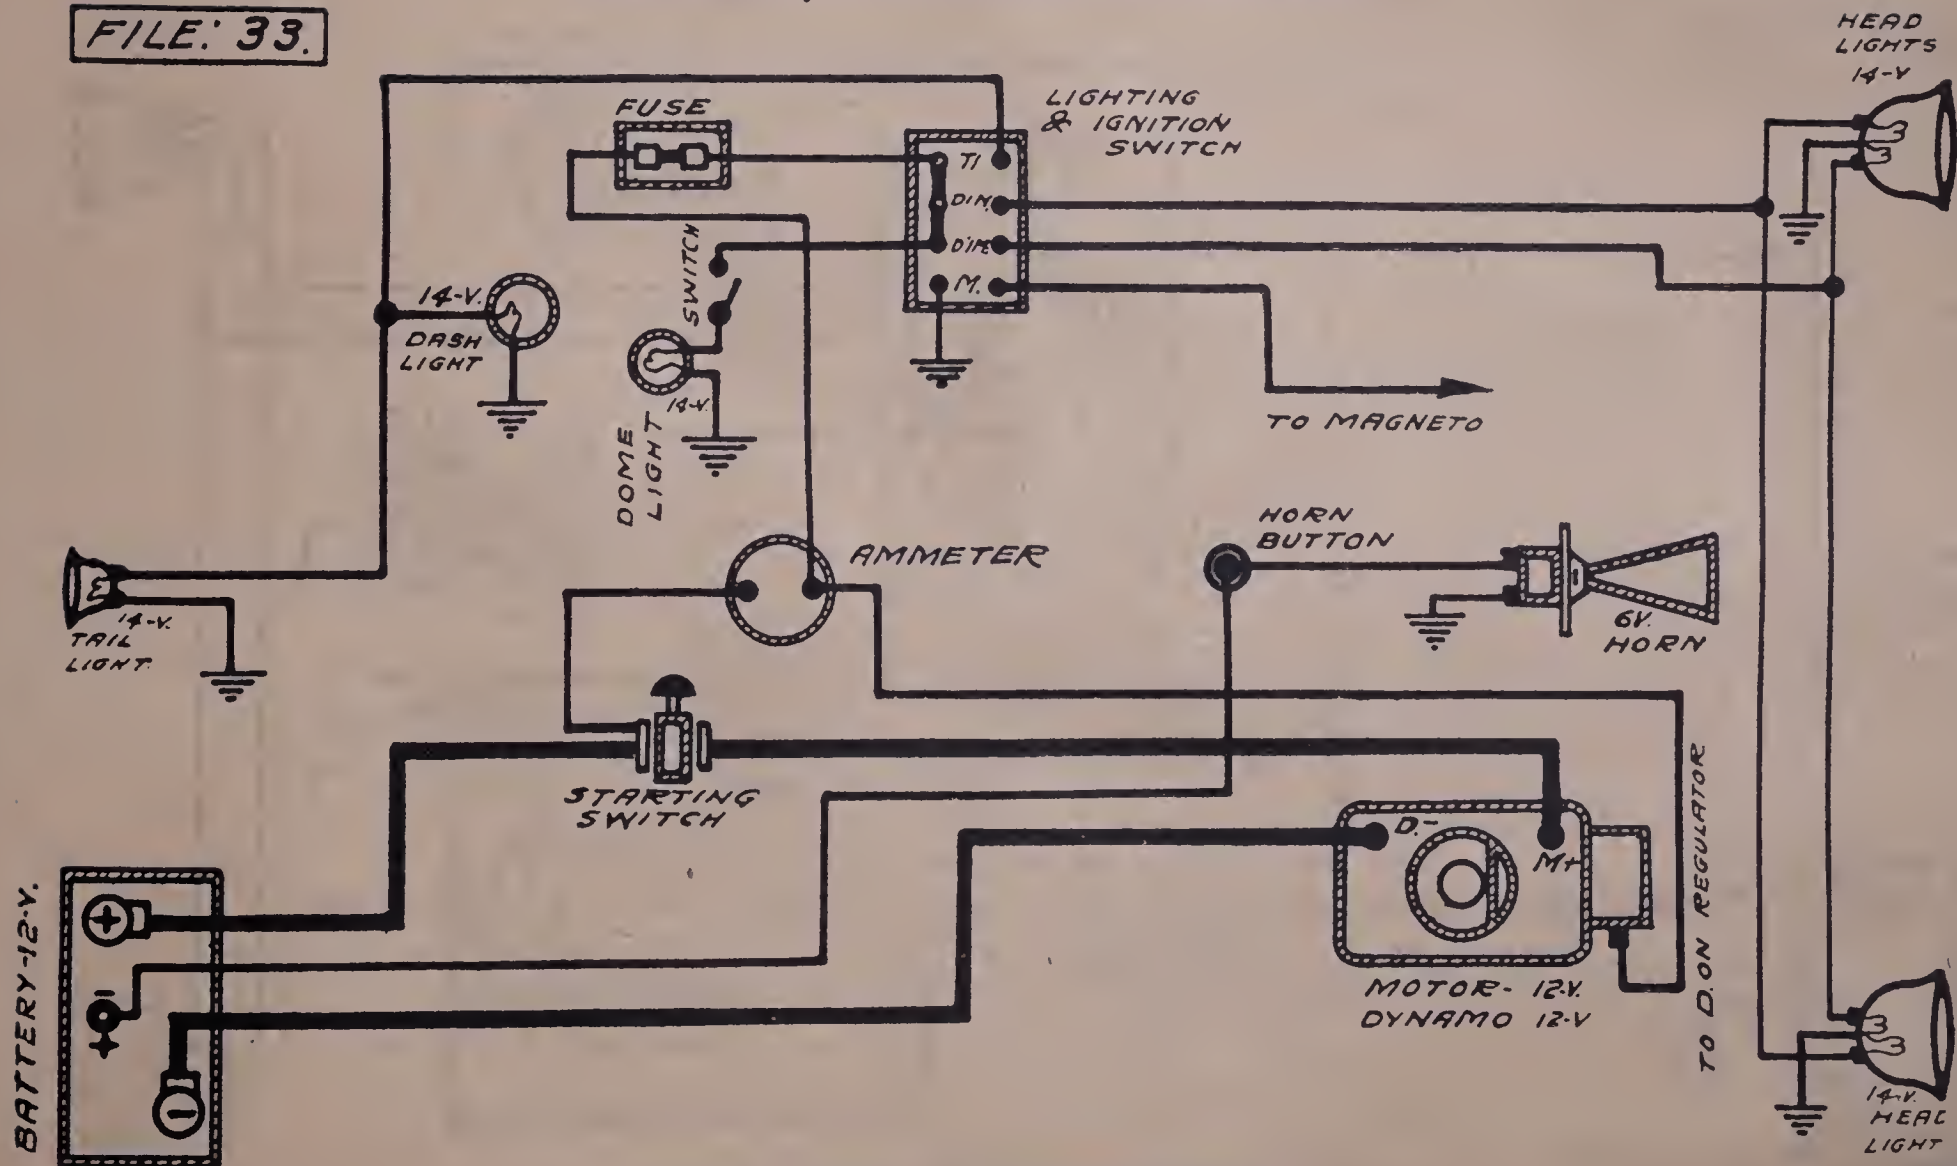 FILE: 33.
HEAD
LIGHTS
14-V
FUSE
LIGHTING
& IGNITION
SWITCH
TI
DIM.
M.
SWITCH
14-V.
DASH
LIGHT
14-V.
DOME
LIGHT
TO MAGNETO
HORN
BUTTON
AMMETER
6V.
HORN
14-V.
TAIL
LIGHT.
STARTING
SWITCH
TO D. ON REGULATOR
D.-
M+
BATTERY-12-V.
+
-
+
-
MOTOR- 12-V.
DYNAMO 12-V
14-V.
HEAD
LIGHT